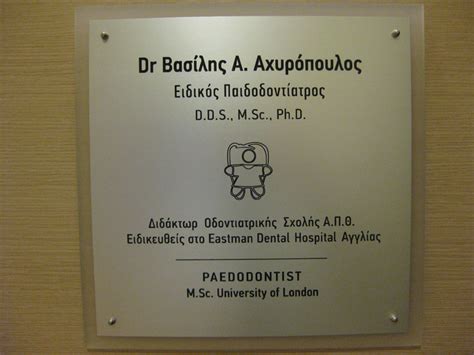 Dr Βασίλης Α. Αχυρόπουλος
Ειδικός Παιδοδοντίατρος
D.D.S., M.Sc., Ph.D.
Διδάκτωρ Οδοντιατρικής Σχολής Α.Π.Θ.
Ειδικευθείς στο Eastman Dental Hospital Αγγλίας
PAEDODONTIST
M.Sc. University of London